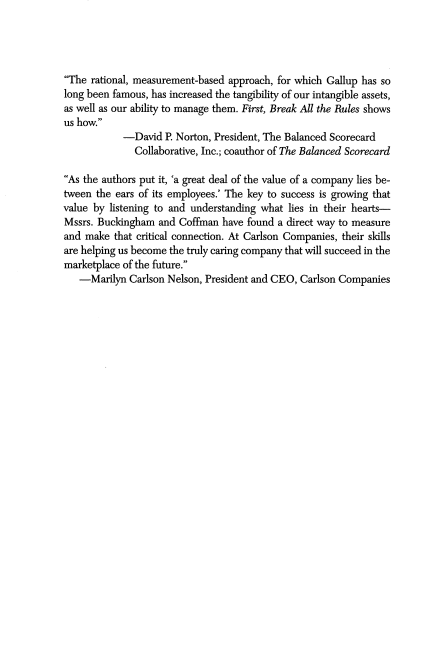 "The rational, measurement-based approach, for which Gallup has so
long been famous, has increased the tangibility of our intangible assets,
as well as our ability to manage them. First, Break All the Rules shows
us how."
—David P. Norton, President, The Balanced Scorecard
Collaborative, Inc.; coauthor of The Balanced Scorecard
"As the authors put it, 'a great deal of the value of a company lies be-
tween the ears of its employees.' The key to success is growing that
value by listening to and understanding what lies in their hearts—
Mssrs. Buckingham and Coffman have found a direct way to measure
and make that critical connection. At Carlson Companies, their skills
are helping us become the truly caring company that will succeed in the
marketplace of the future."
—Marilyn Carlson Nelson, President and CEO, Carlson Companies